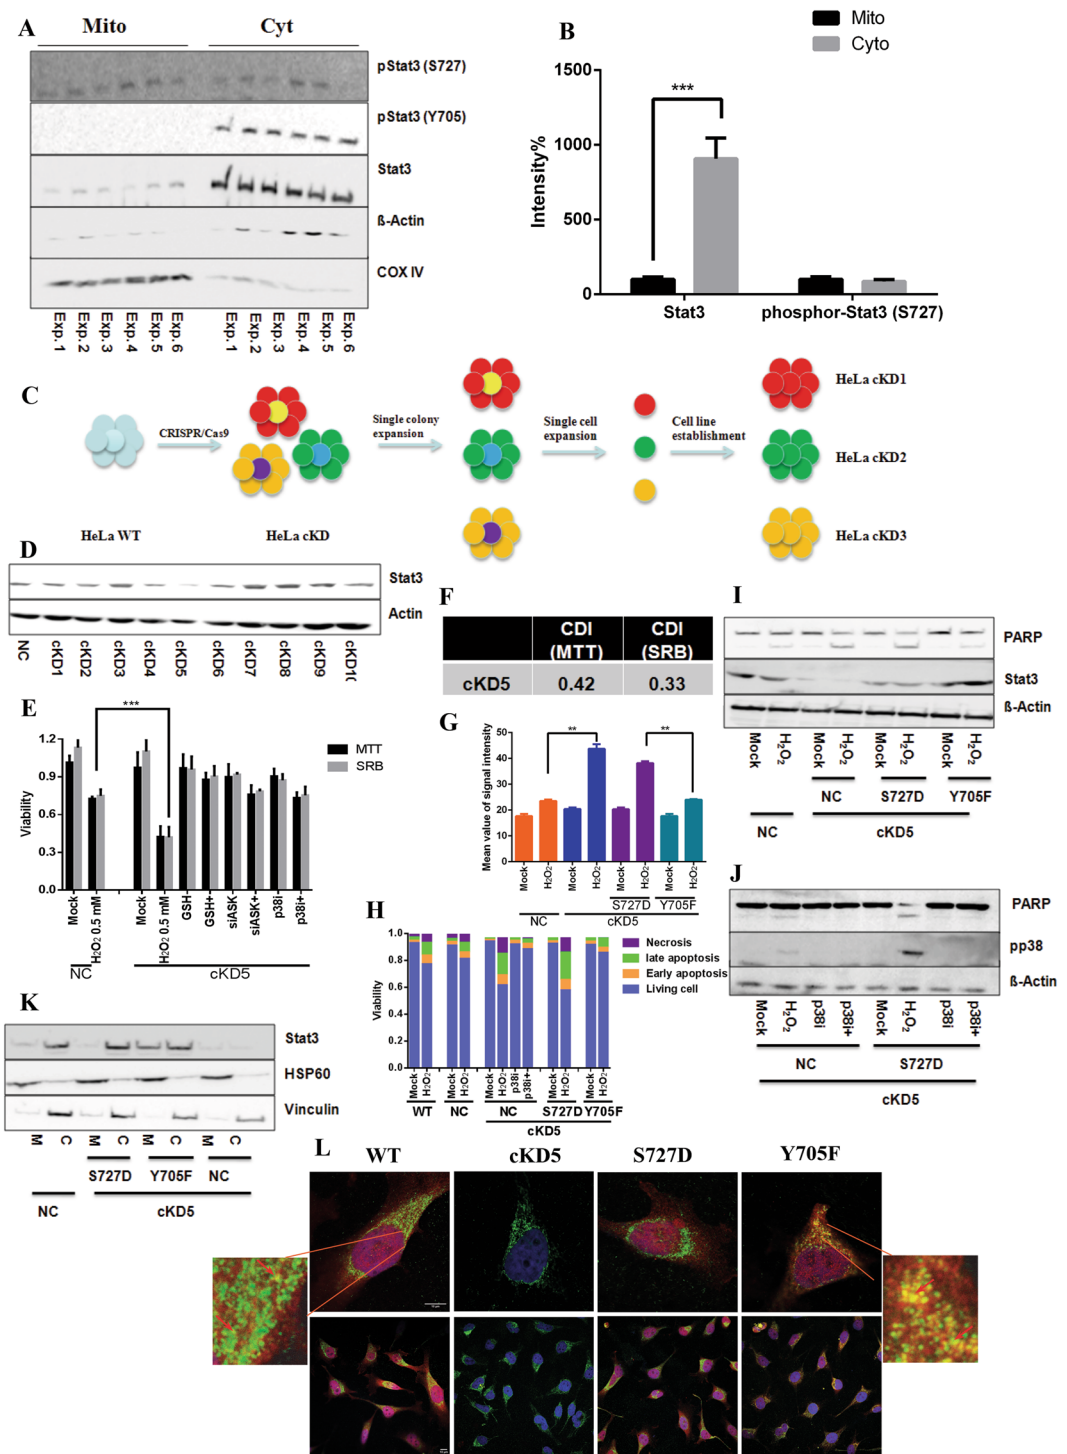 A
Mito
Cyt
pStat3 (S727)
pStat3 (Y705)
Stat3
ß-Actin
COX IV
Exp.1 Exp.2 Exp.3 Exp.4 Exp.5 Exp.6 Exp.1 Exp.2 Exp.3 Exp.4 Exp.5 Exp.6
B
Mito
Cyto
Intensity%
1500
1000
500
0
***
Stat3
phosphor-Stat3 (S727)
C
CRISPR/Cas9
Single colony
expansion
Single cell
expansion
Cell line
establishment
HeLa cKD1
HeLa cKD2
HeLa cKD3
HeLa WT
HeLa cKD
D
Stat3
Actin
NC cKD1 cKD2 cKD3 cKD4 cKD5 cKD6 cKD7 cKD8 cKD9 cKD10
E
***
MTT
SRB
Viability
1.2
0.9
0.6
0.3
0.0
Mock H₂O₂ 0.5 mM Mock H₂O₂ 0.5 mM GSH GSH+ siASK siASK+ p38i p38i+
NC
cKD5
F
CDI (MTT)
CDI (SRB)
cKD5 0.42 0.33
G
Mean value of signal intensity
50
40
30
20
10
0
** **
Mock H₂O₂ Mock H₂O₂ Mock H₂O₂ Mock H₂O₂
S727D Y705F
NC cKD5
H
Viability
1.0
0.8
0.6
0.4
0.2
0.0
Necrosis
late apoptosis
Early apoptosis
Living cell
Mock H₂O₂ Mock H₂O₂ Mock H₂O₂ p38i p38i+ Mock H₂O₂ Mock H₂O₂
WT NC NC S727D Y705F
cKD5
I
PARP
Stat3
ß-Actin
Mock H₂O₂ Mock H₂O₂ Mock H₂O₂ Mock H₂O₂
NC S727D Y705F
NC cKD5
J
PARP
pp38
ß-Actin
Mock H₂O₂ p38i p38i+ Mock H₂O₂ p38i p38i+
NC S727D
cKD5
K
Stat3
HSP60
Vinculin
M C M C M C M C
S727D Y705F NC
NC cKD5
L
WT cKD5 S727D Y705F